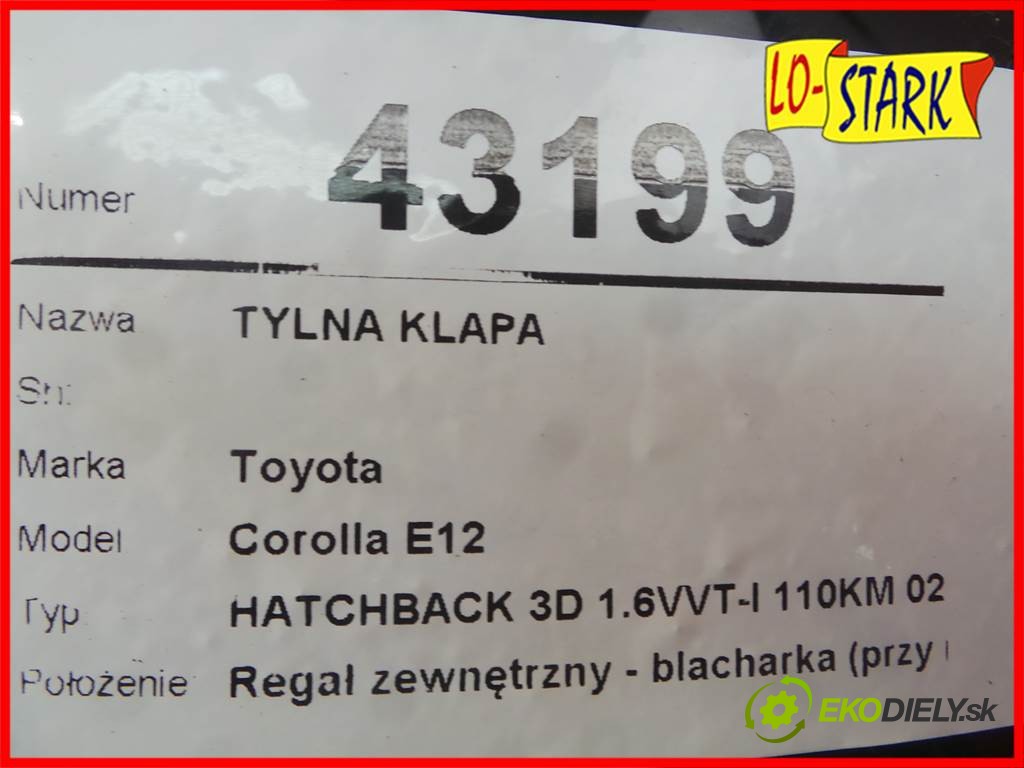 LO-STARK
Numer 43199
Nazwa TYLNA KLAPA
Sn:
Marka Toyota
Model Corolla E12
Typ HATCHBACK 3D 1.6VVT-I 110KM 02
Położenie Regał zewnętrzny - blacharka (przy
EKODIELY.sk